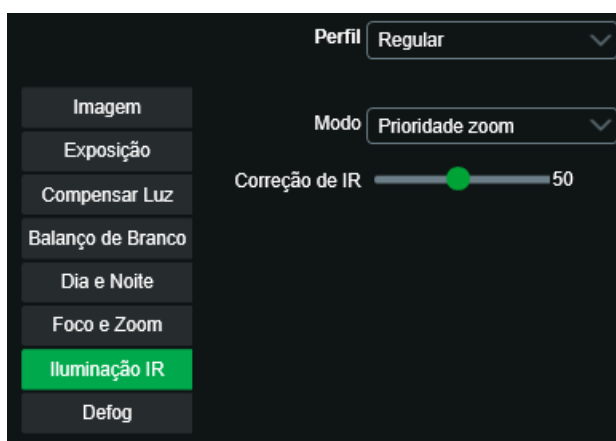 Perfil Regular
Imagem
Modo Prioridade zoom
Exposição
Correção de IR 50
Compensar Luz
Balanço de Branco
Dia e Noite
Foco e Zoom
Iluminação IR
Defog